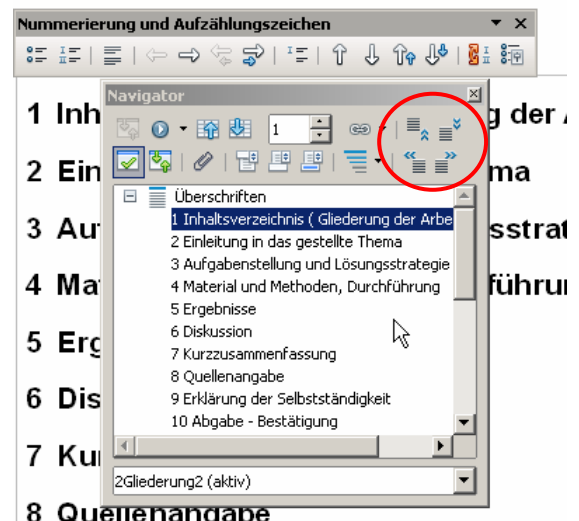 Nummerierung und Aufzählungszeichen
Navigator
1
1 Inh g der
2 Ein ma
3 Au sstrat
4 Ma führu
5 Erg
6 Dis
7 Ku
8 Quellenangabe
Überschriften
1 Inhaltsverzeichnis ( Gliederung der Arbe
2 Einleitung in das gestellte Thema
3 Aufgabenstellung und Lösungsstrategie
4 Material und Methoden, Durchführung
5 Ergebnisse
6 Diskussion
7 Kurzzusammenfassung
8 Quellenangabe
9 Erklärung der Selbstständigkeit
10 Abgabe - Bestätigung
2Gliederung2 (aktiv)